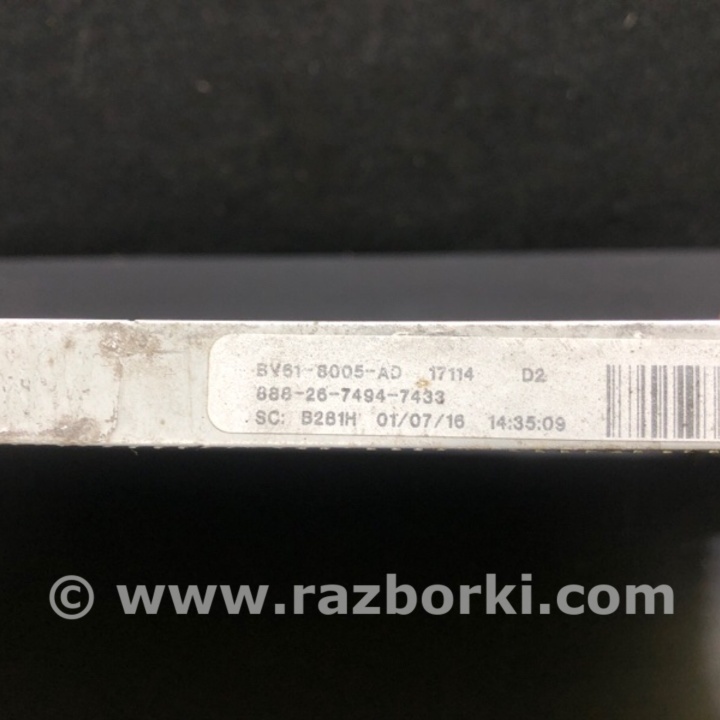 BV61-8005-AD 17114 D2
888-26-7494-7433
SC: B281H 01/07/16 14:35:09
© www.razborki.com